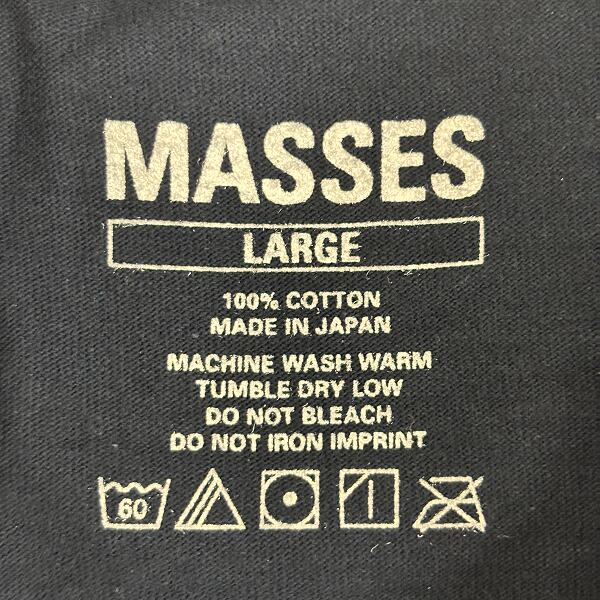 MASSES
LARGE
100% COTTON
MADE IN JAPAN
MACHINE WASH WARM
TUMBLE DRY LOW
DO NOT BLEACH
DO NOT IRON IMPRINT
60